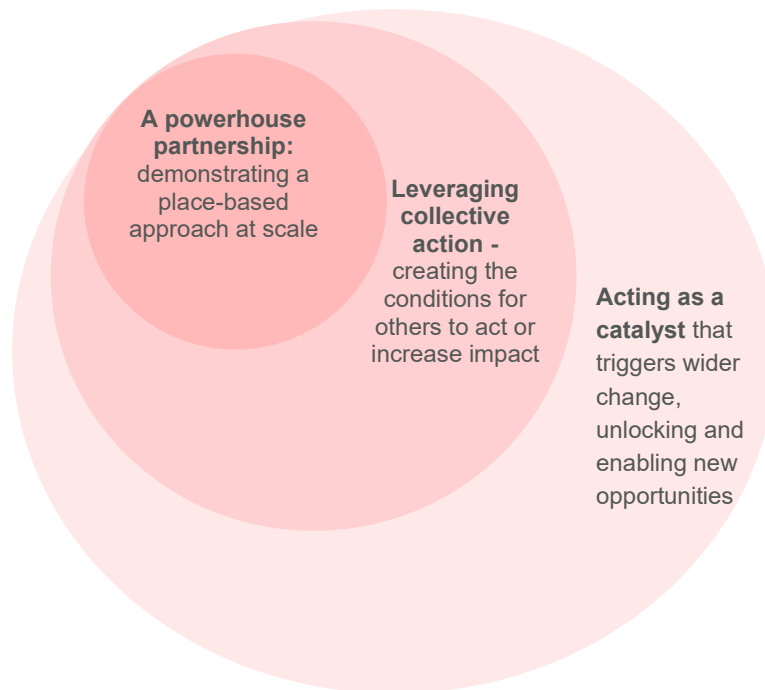 A powerhouse
partnership:
demonstrating a
place-based
approach at scale
Leveraging
collective
action -
creating the
conditions for
others to act or
increase impact
Acting as a
catalyst that
triggers wider
change,
unlocking and
enabling new
opportunities